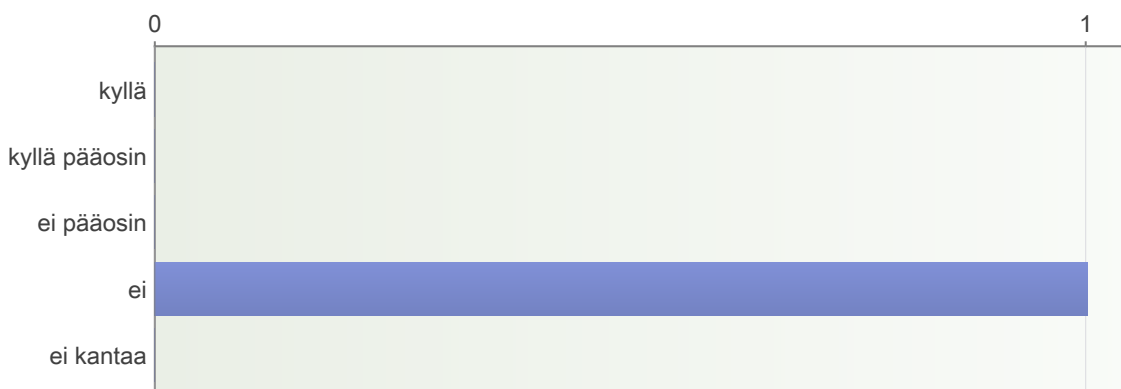 0 1
kyllä
kyllä pääosin
ei pääosin
ei
ei kantaa